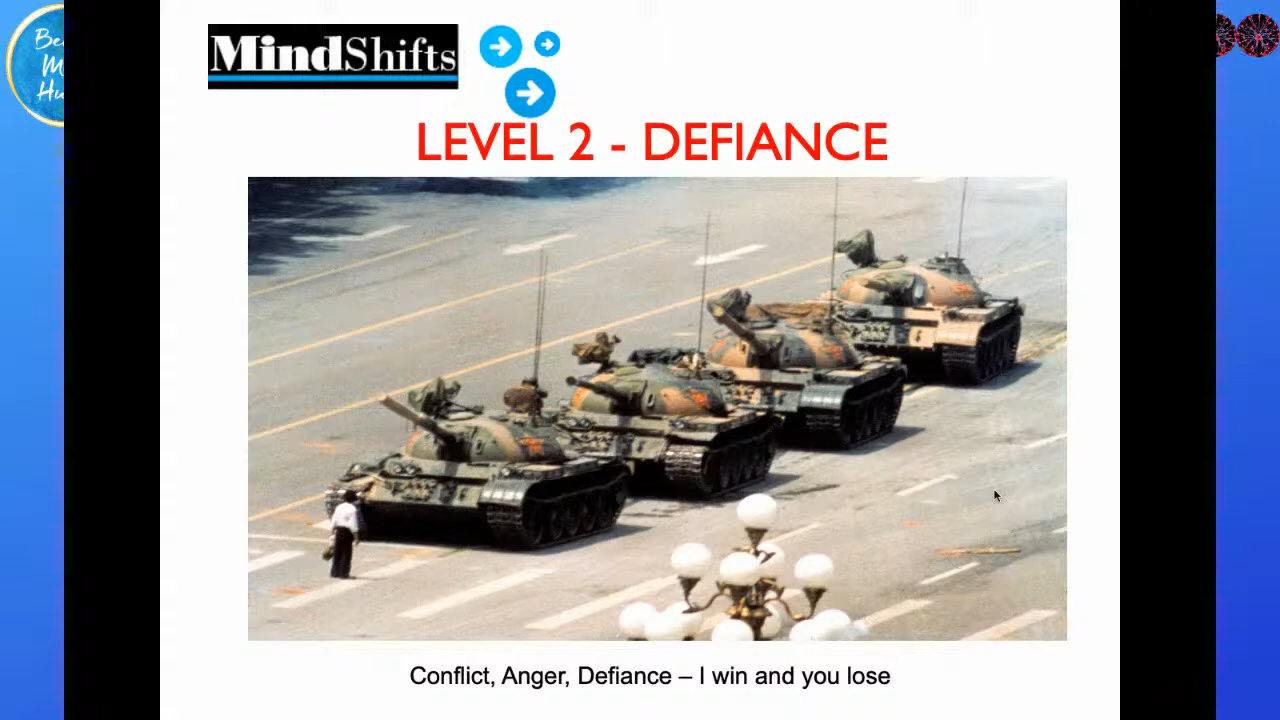 MindShifts
LEVEL 2 - DEFIANCE
Conflict, Anger, Defiance – I win and you lose